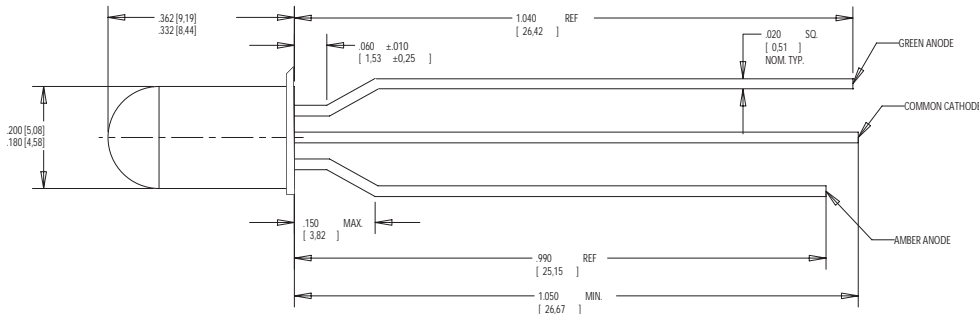 .362 [9,19]
.332 [8,44]
1.040 REF
[ 26,42 ]
.060 ±.010
[ 1,53 ±0,25 ]
.020 SQ.
[ 0,51 ]
NOM. TYP.
GREEN ANODE
COMMON CATHODE
.200 [5,08]
.180 [4,58]
.150 MAX.
[ 3,82 ]
AMBER ANODE
.990 REF
[ 25,15 ]
1.050 MIN.
[ 26,67 ]